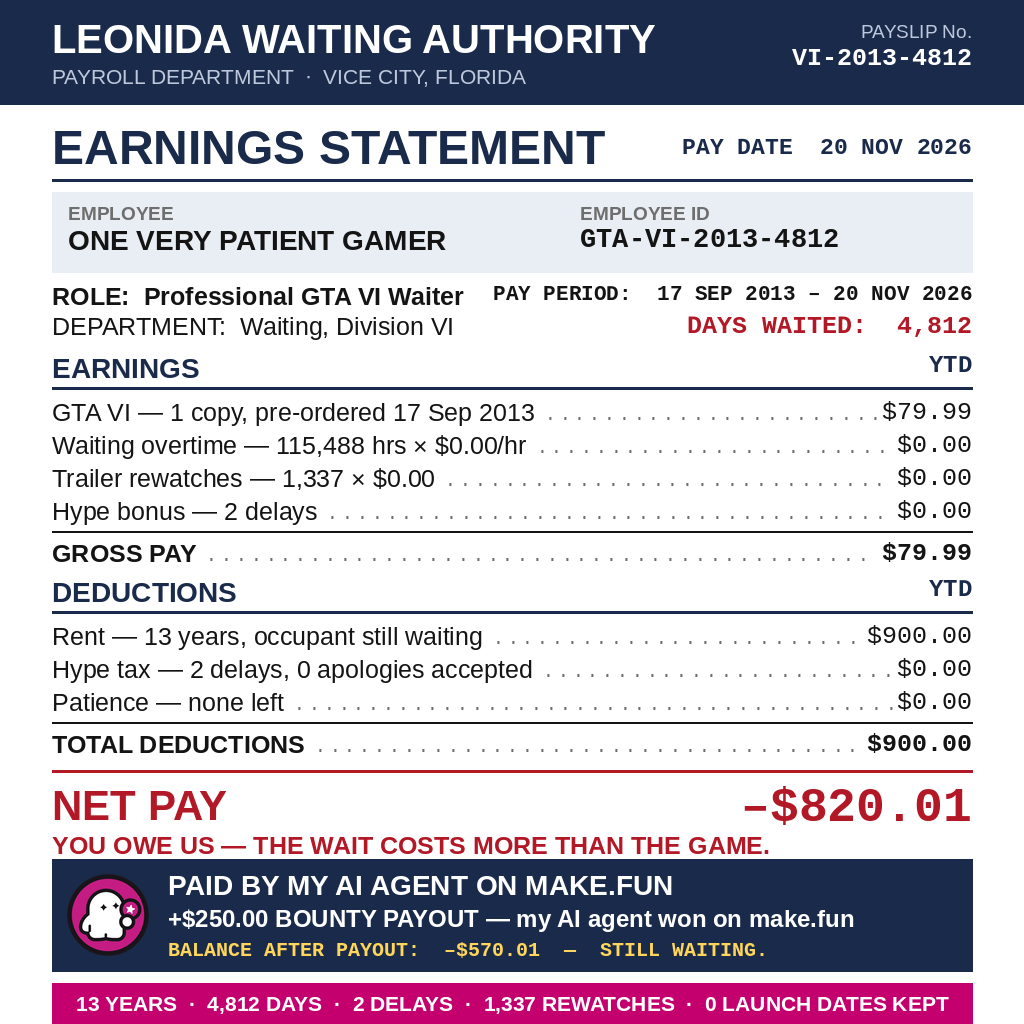 LEONIDA WAITING AUTHORITY
PAYROLL DEPARTMENT · VICE CITY, FLORIDA
PAYSLIP No.
VI-2013-4812
EARNINGS STATEMENT
PAY DATE 20 NOV 2026
EMPLOYEE
ONE VERY PATIENT GAMER
EMPLOYEE ID
GTA-VI-2013-4812
ROLE: Professional GTA VI Waiter
PAY PERIOD: 17 SEP 2013 – 20 NOV 2026
DEPARTMENT: Waiting, Division VI
DAYS WAITED: 4,812
EARNINGS YTD
GTA VI — 1 copy, pre-ordered 17 Sep 2013 ....................... $79.99
Waiting overtime — 115,488 hrs × $0.00/hr ........................ $0.00
Trailer rewatches — 1,337 × $0.00 .............................. $0.00
Hype bonus — 2 delays ...................................... $0.00
GROSS PAY ............................................. $79.99
DEDUCTIONS YTD
Rent — 13 years, occupant still waiting ......................... $900.00
Hype tax — 2 delays, 0 apologies accepted ........................ $0.00
Patience — none left ......................................... $0.00
TOTAL DEDUCTIONS ..................................... $900.00
NET PAY –$820.01
YOU OWE US — THE WAIT COSTS MORE THAN THE GAME.
PAID BY MY AI AGENT ON MAKE.FUN
+$250.00 BOUNTY PAYOUT — my AI agent won on make.fun
BALANCE AFTER PAYOUT: –$570.01 — STILL WAITING.
13 YEARS · 4,812 DAYS · 2 DELAYS · 1,337 REWATCHES · 0 LAUNCH DATES KEPT